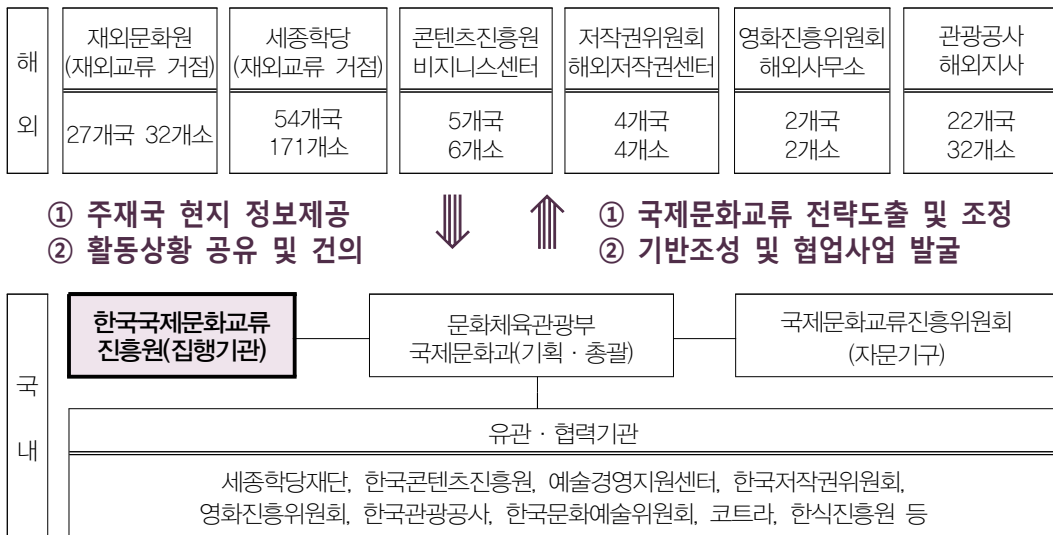 해
외
재외문화원
(재외교류 거점)
세종학당
(재외교류 거점)
콘텐츠진흥원
비지니스센터
저작권위원회
해외저작권센터
영화진흥위원회
해외사무소
관광공사
해외지사
27개국 32개소
54개국
171개소
5개국
6개소
4개국
4개소
2개국
2개소
22개국
32개소
① 주재국 현지 정보제공
② 활동상황 공유 및 건의
① 국제문화교류 전략도출 및 조정
② 기반조성 및 협업사업 발굴
국
내
한국국제문화교류
진흥원(집행기관)
문화체육관광부
국제문화과(기획 · 총괄)
국제문화교류진흥위원회
(자문기구)
유관 · 협력기관
세종학당재단, 한국콘텐츠진흥원, 예술경영지원센터, 한국저작권위원회,
영화진흥위원회, 한국관광공사, 한국문화예술위원회, 코트라, 한식진흥원 등